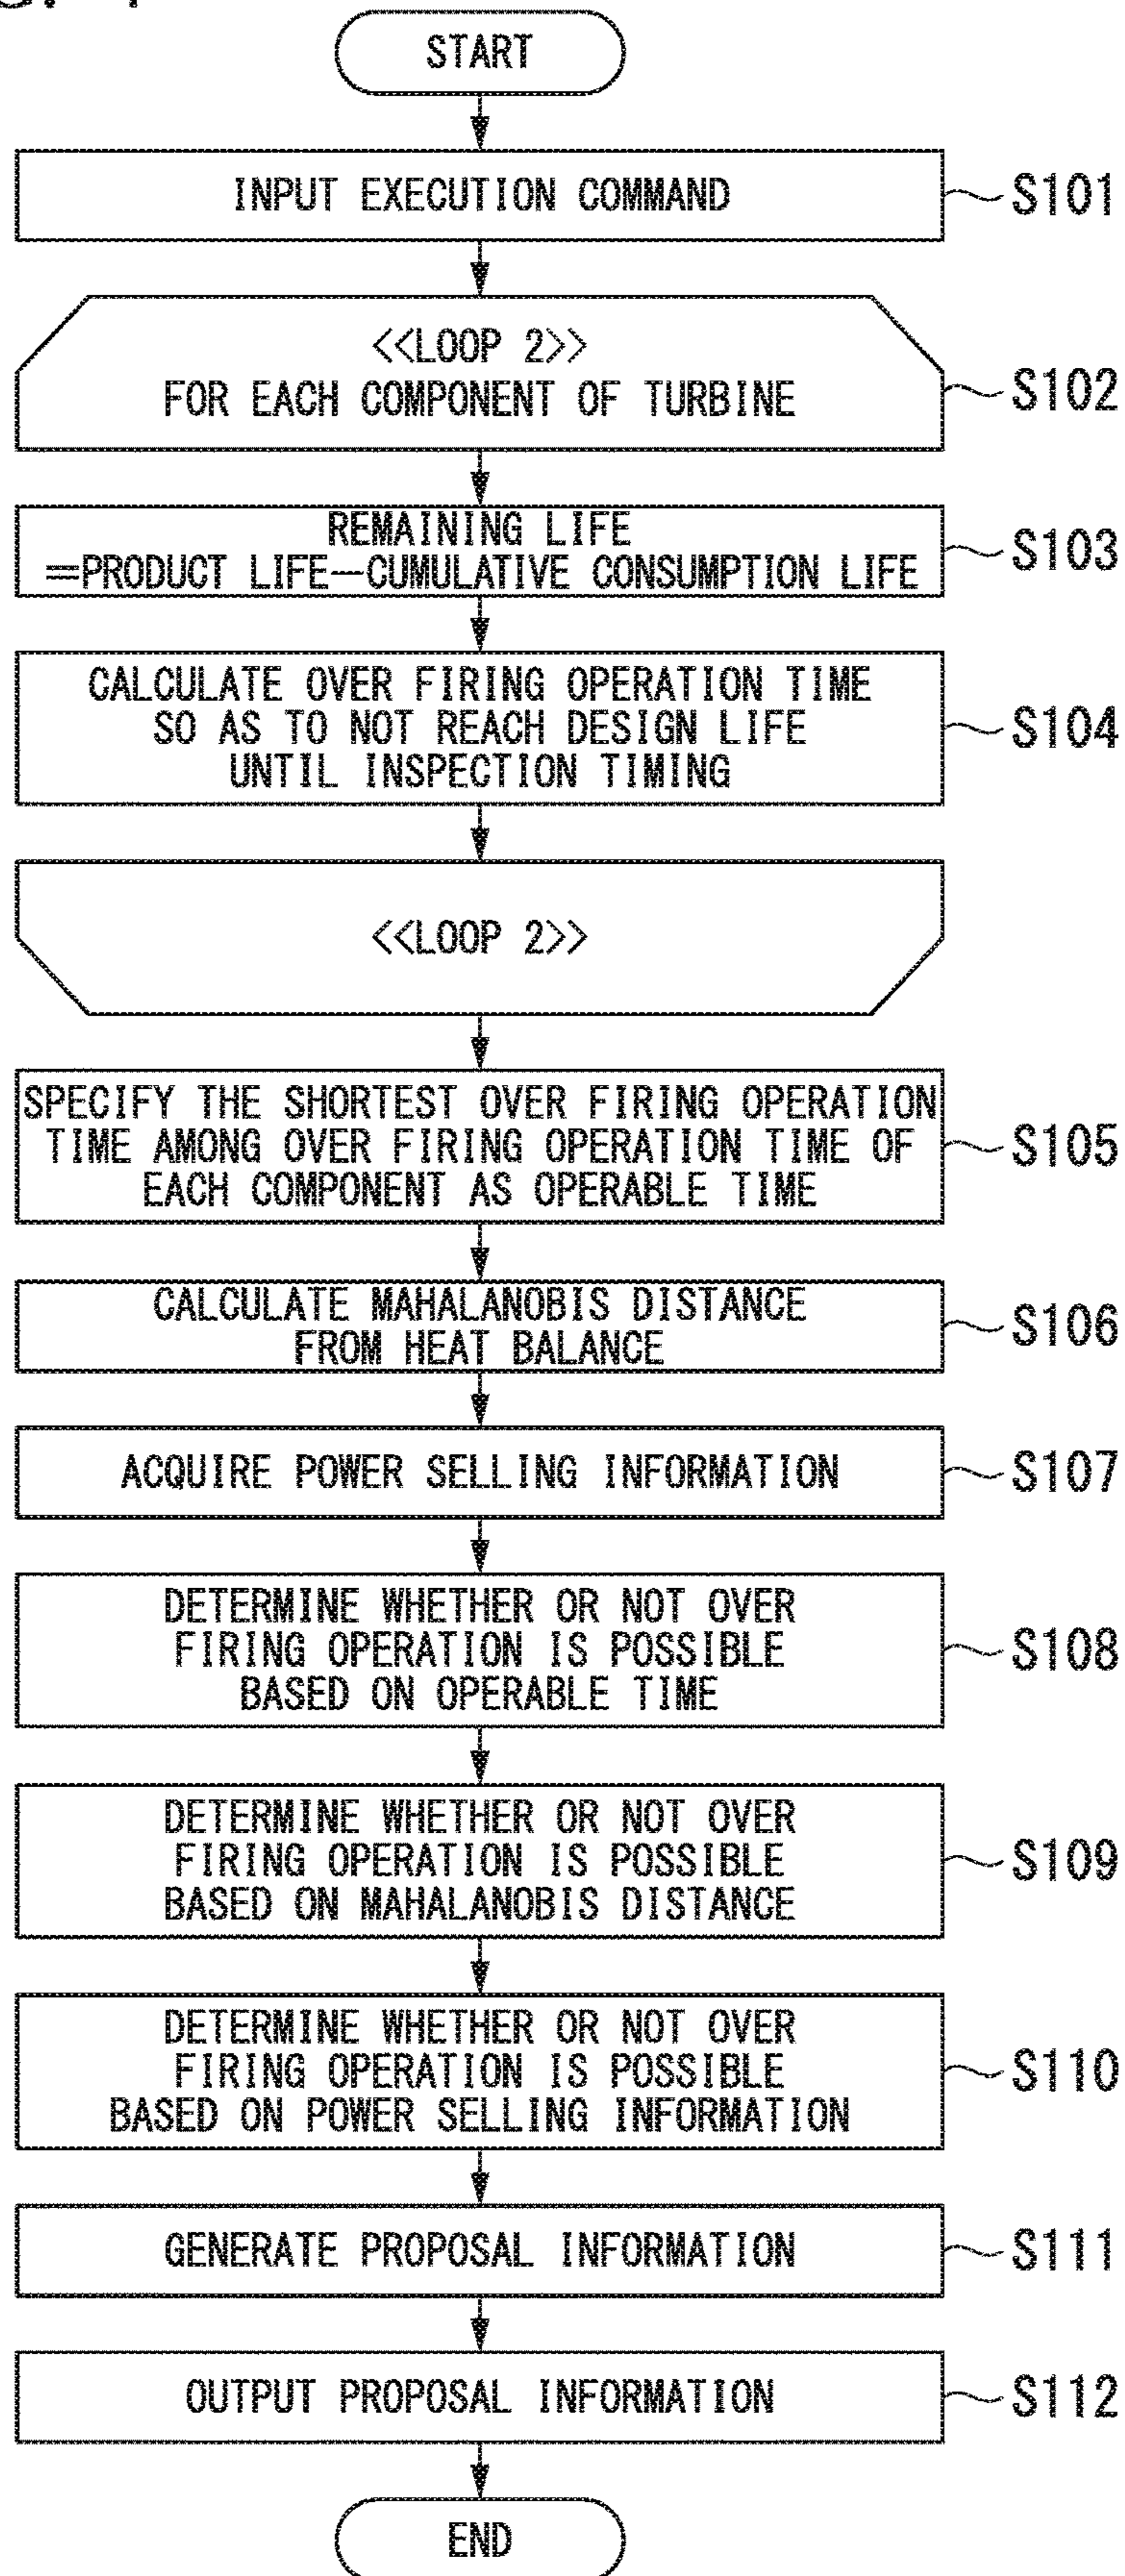 START
INPUT EXECUTION COMMAND
S101
<<LOOP 2>>
FOR EACH COMPONENT OF TURBINE
S102
REMAINING LIFE
=PRODUCT LIFE—CUMULATIVE CONSUMPTION LIFE
S103
CALCULATE OVER FIRING OPERATION TIME
SO AS TO NOT REACH DESIGN LIFE
UNTIL INSPECTION TIMING
S104
<<LOOP 2>>
SPECIFY THE SHORTEST OVER FIRING OPERATION
TIME AMONG OVER FIRING OPERATION TIME OF
EACH COMPONENT AS OPERABLE TIME
S105
CALCULATE MAHALANOBIS DISTANCE
FROM HEAT BALANCE
S106
ACQUIRE POWER SELLING INFORMATION
S107
DETERMINE WHETHER OR NOT OVER
FIRING OPERATION IS POSSIBLE
BASED ON OPERABLE TIME
S108
DETERMINE WHETHER OR NOT OVER
FIRING OPERATION IS POSSIBLE
BASED ON MAHALANOBIS DISTANCE
S109
DETERMINE WHETHER OR NOT OVER
FIRING OPERATION IS POSSIBLE
BASED ON POWER SELLING INFORMATION
S110
GENERATE PROPOSAL INFORMATION
S111
OUTPUT PROPOSAL INFORMATION
S112
END